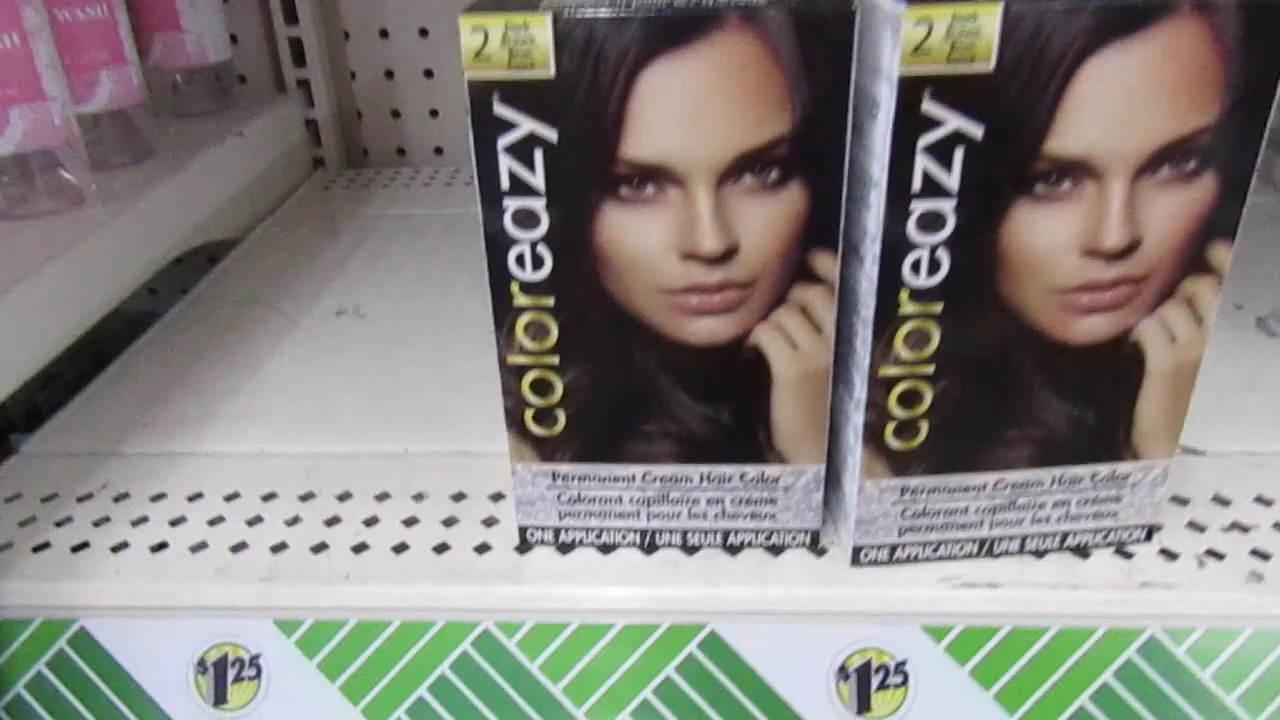 WASH
2
coloreazy
Permanent Cream Hair Color
Colorant capillaire en crème
permanent pour les cheveux
ONE APPLICATION / UNE SEULE APPLICATION
2
coloreazy
Permanent Cream Hair Color
Colorant capillaire en crème
permanent pour les cheveux
ONE APPLICATION / UNE SEULE APPLICATION
$1.25
$1.25